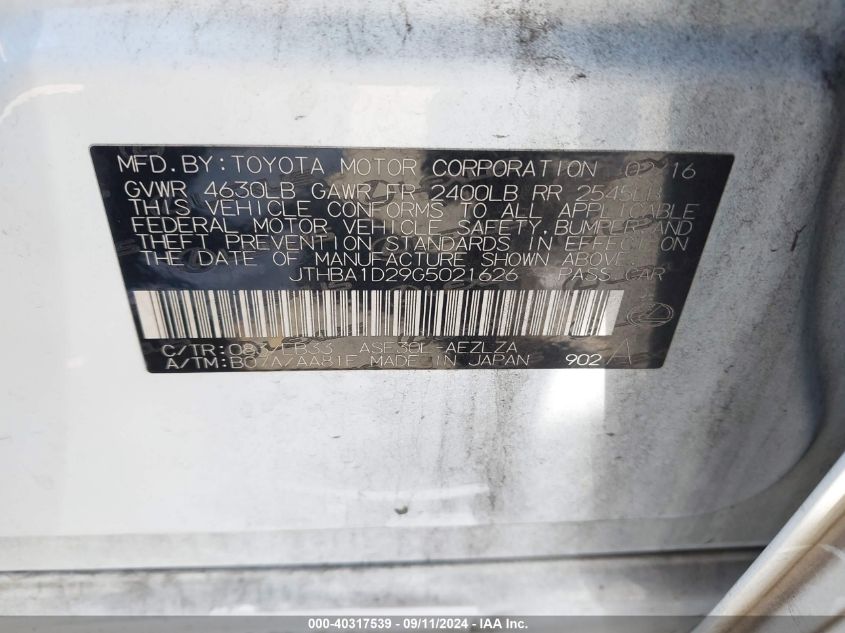 MFD.BY:TOYOTA MOTOR CORPORATION 02/16
GVWR 4630LB GAWR FR 2400LB RR 2545LB
THIS VEHICLE CONFORMS TO ALL APPLICABLE
FEDERAL MOTOR VEHICLE SAFETY, BUMPER AND
THEFT PREVENTION STANDARDS IN EFFECT ON
THE DATE OF MANUFACTURE SHOWN ABOVE.
JTHBA1D29G5021626 PASS.CAR
C/TR: EB33 ASE30L-AEZLZA
A/TM:B07A/AA81E MADE IN JAPAN 902 A
000-40317539 - 09/11/2024 - IAA Inc.